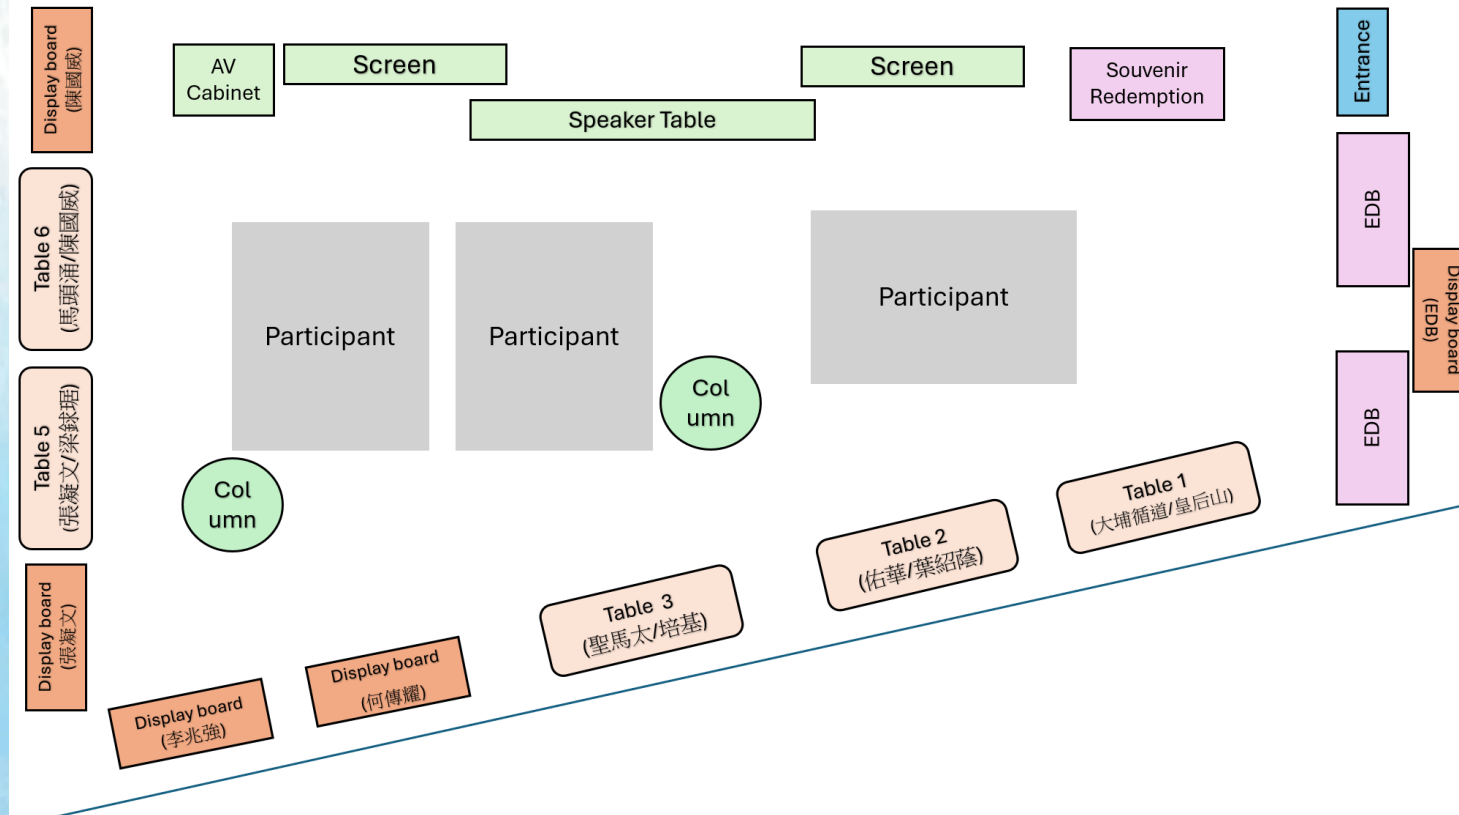 Display board
(陳國威)
AV
Cabinet
Screen
Speaker Table
Screen
Souvenir
Redemption
Entrance
Table 6
(馬頭涌/陳國威)
Participant
Participant
Participant
EDB
Display board
(EDB)
Col
umn
EDB
Table 5
(張凝文/梁銶琚)
Col
umn
Table 1
(大埔循道/皇后山)
Table 2
(佑華/葉紹蔭)
Table 3
(聖馬太/培基)
Display board
(張凝文)
Display board
(何傳耀)
Display board
(李兆強)